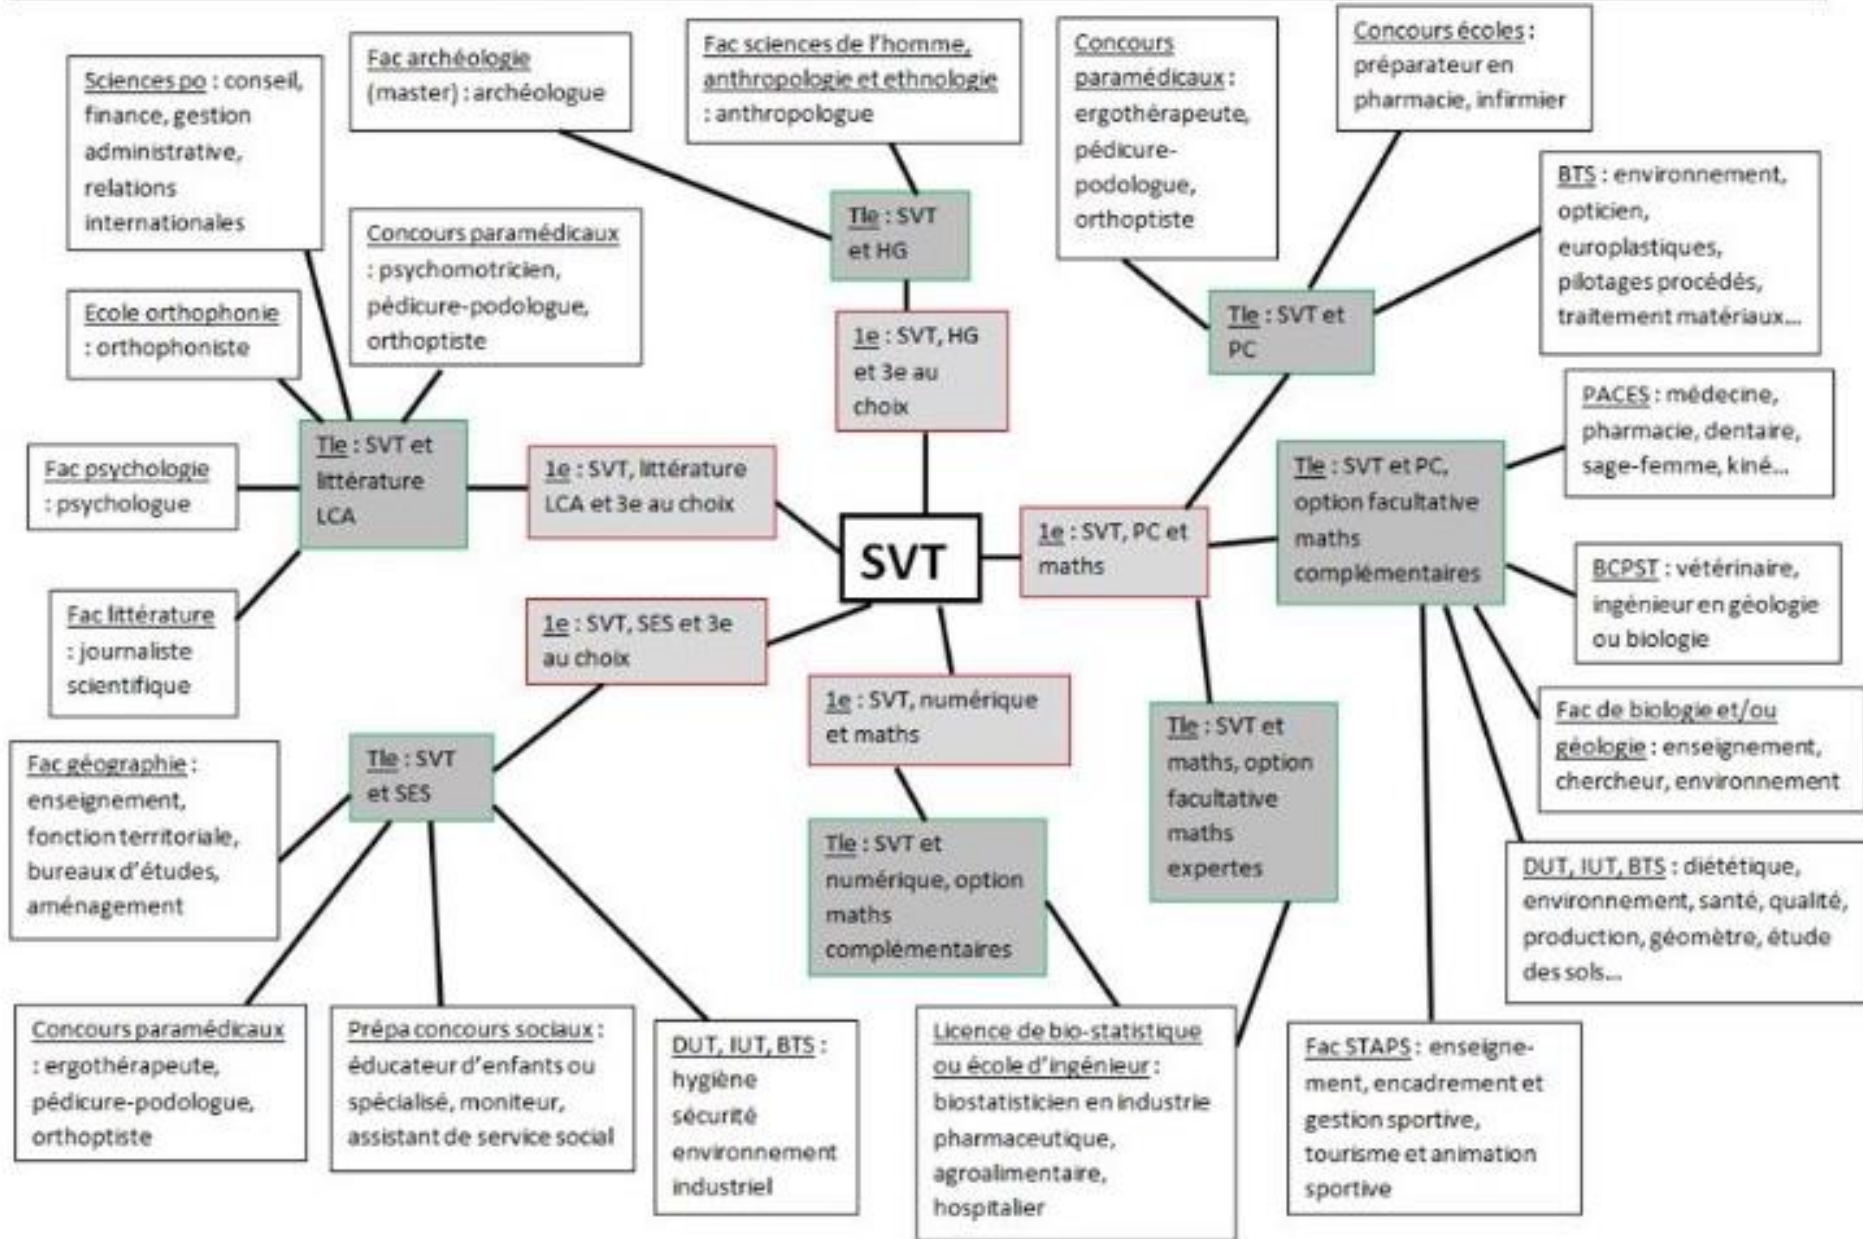 Sciences po : conseil,
finance, gestion
administrative,
relations
internationales
Fac archéologie
(master) : archéologue
Fac sciences de l'homme,
anthropologie et ethnologie
: anthropologue
Concours
paramédicaux :
ergothérapeute,
pédicure-
podologue,
orthoptiste
Concours écoles :
préparateur en
pharmacie, infirmier
BTS : environnement,
opticien,
europlastiques,
pilotages procédés,
traitement matériaux...
Ecole orthophonie
: orthophoniste
Concours paramédicaux
: psychomotricien,
pédicure-podologue,
orthoptiste
Tle : SVT
et HG
1e : SVT, HG
et 3e au
choix
Tle : SVT et
PC
PACES : médecine,
pharmacie, dentaire,
sage-femme, kiné...
Fac psychologie
: psychologue
Tle : SVT et
littérature
LCA
1e : SVT, littérature
LCA et 3e au choix
SVT
1e : SVT, PC et
maths
Tle : SVT et PC,
option facultative
maths
complémentaires
BCPST : vétérinaire,
ingénieur en géologie
ou biologie
Fac littérature
: journaliste
scientifique
1e : SVT, SES et 3e
au choix
1e : SVT, numérique
et maths
Tle : SVT et
maths, option
facultative
maths
expertes
Fac de biologie et/ou
géologie : enseignement,
chercheur, environnement
Fac géographie :
enseignement,
fonction territoriale,
bureaux d'études,
aménagement
Tle : SVT
et SES
Tle : SVT et
numérique, option
maths
complémentaires
DUT, IUT, BTS : diététique,
environnement, santé, qualité,
production, géomètre, étude
des sols...
Concours paramédicaux
: ergothérapeute,
pédicure-podologue,
orthoptiste
Prépa concours sociaux :
éducateur d'enfants ou
spécialisé, moniteur,
assistant de service social
DUT, IUT, BTS :
hygiène
sécurité
environnement
industriel
Licence de bio-statistique
ou école d'ingénieur :
biostatisticien en industrie
pharmaceutique,
agroalimentaire,
hospitalier
Fac STAPS : enseigne-
ment, encadrement et
gestion sportive,
tourisme et animation
sportive